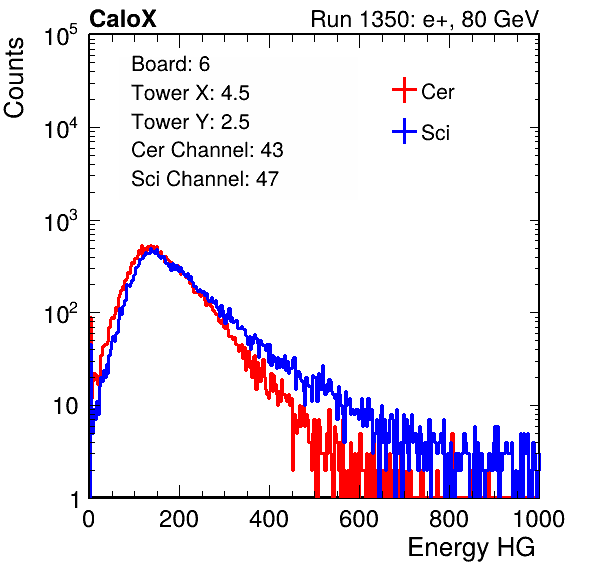 CaloX Run 1350: e+, 80 GeV
Counts
10^5
10^4
10^3
10^2
10
1
Board: 6
Tower X: 4.5
Tower Y: 2.5
Cer Channel: 43
Sci Channel: 47
Cer
Sci
0 200 400 600 800 1000
Energy HG